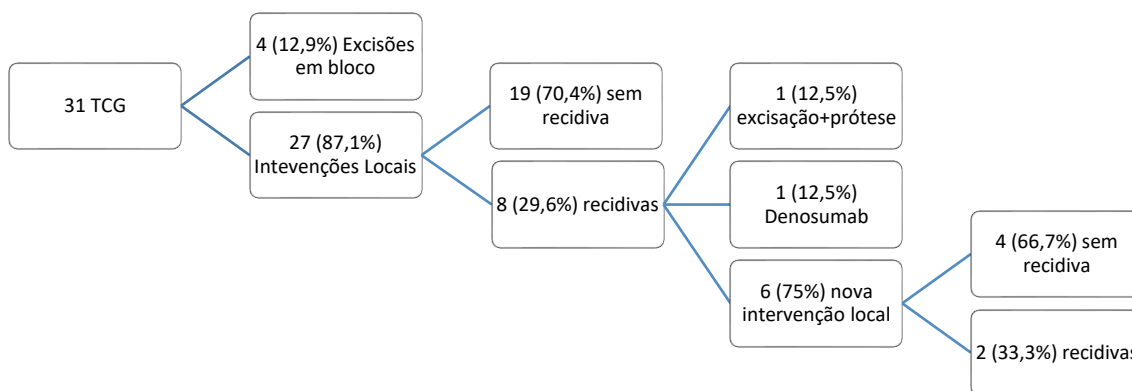 31 TCG
4 (12,9%) Excisões
em bloco
27 (87,1%)
Intevenções Locais
19 (70,4%) sem
recidiva
8 (29,6%) recidivas
1 (12,5%)
excisação+prótese
1 (12,5%)
Denosumab
6 (75%) nova
intervenção local
4 (66,7%) sem
recidiva
2 (33,3%) recidivas